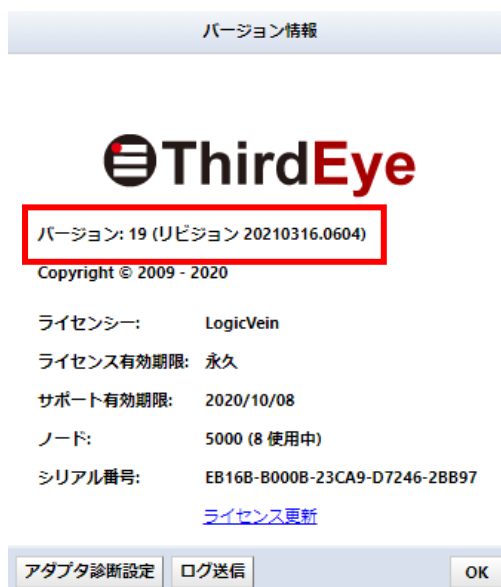 バージョン情報
ThirdEye
バージョン: 19 (リビジョン 20210316.0604)
Copyright © 2009 - 2020
ライセンシー: LogicVein
ライセンス有効期限: 永久
サポート有効期限: 2020/10/08
ノード: 5000 (8 使用中)
シリアル番号: EB16B-B000B-23CA9-D7246-2BB97
ライセンス更新
アダプタ診断設定 ログ送信 OK